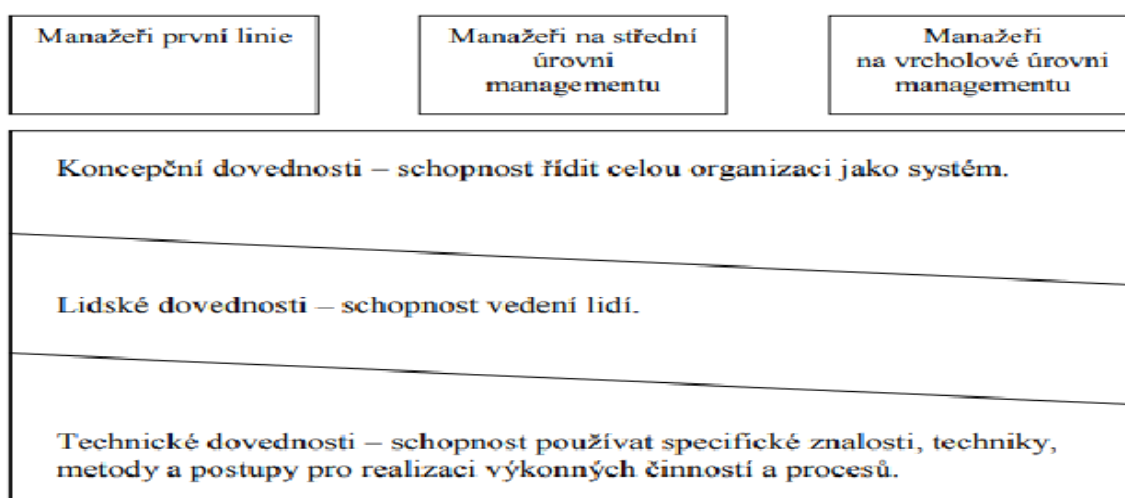 Manažeři první linie
Manažeři na střední
úrovni
managementu
Manažeři
na vrcholové úrovni
managementu
Koncepční dovednosti – schopnost řídit celou organizaci jako systém.
Lidské dovednosti – schopnost vedení lidí.
Technické dovednosti – schopnost používat specifické znalosti, techniky,
metody a postupy pro realizaci výkonných činností a procesů.